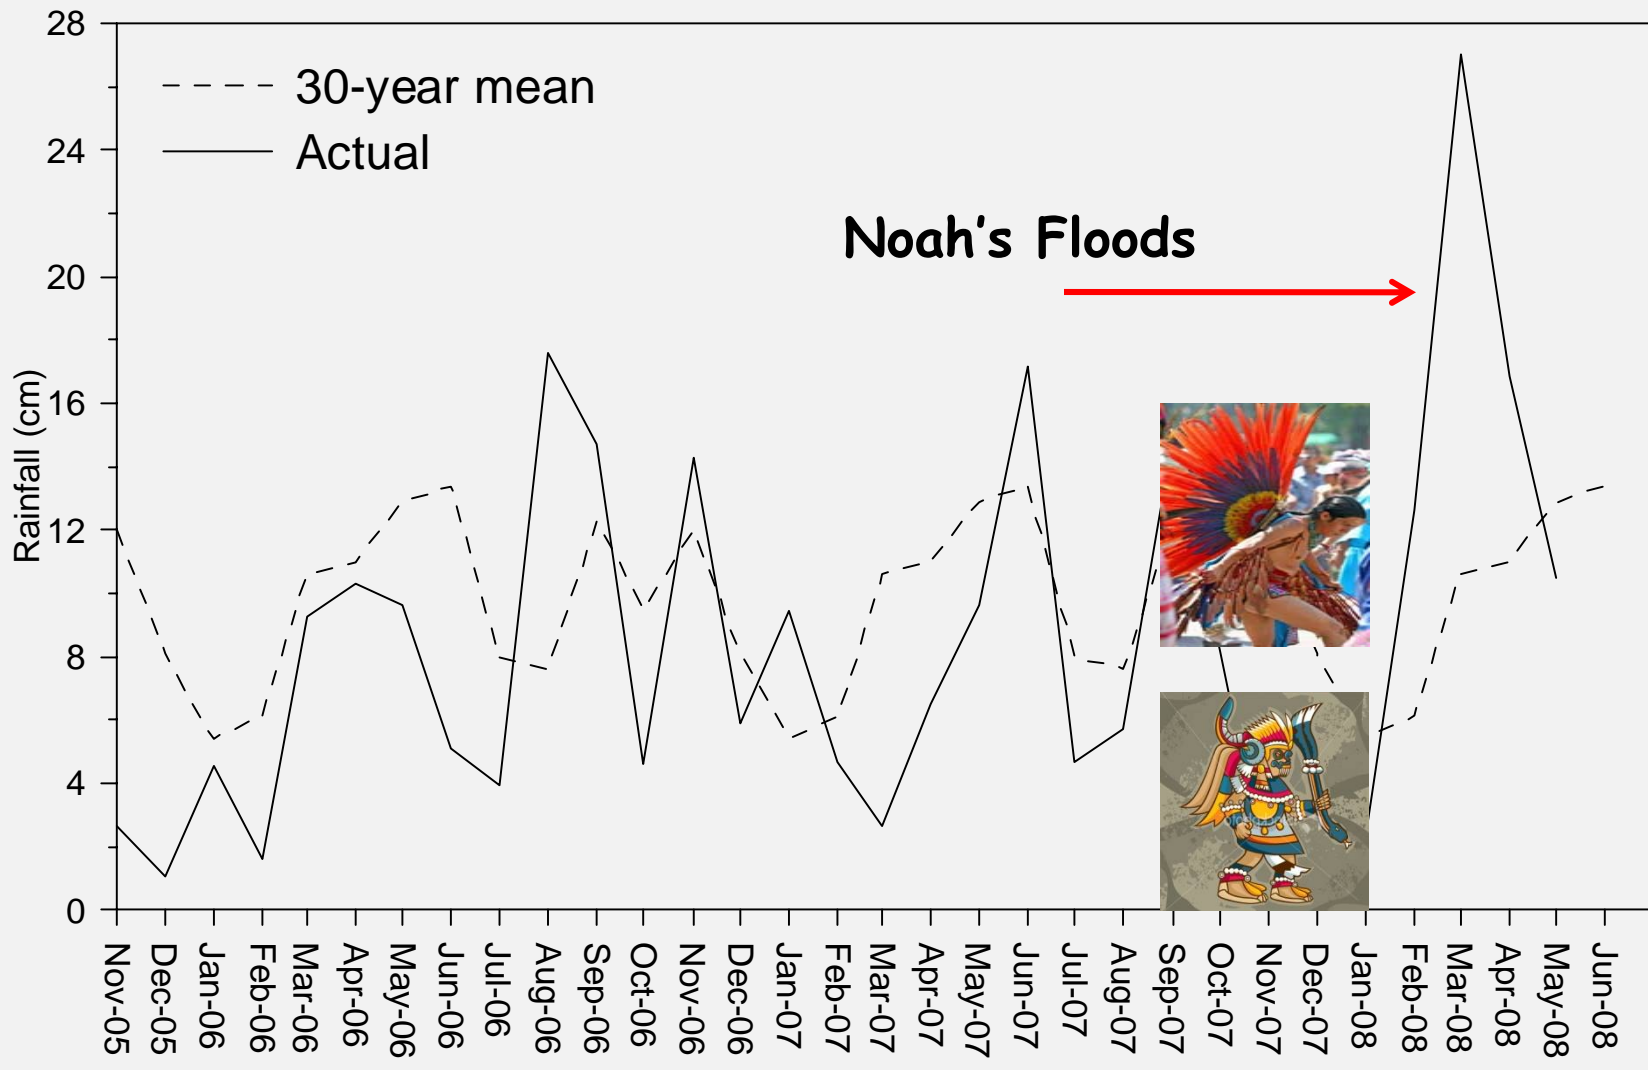 28
24
20
16
12
8
4
0
Rainfall (cm)
30-year mean
Actual
Noah's Floods
Nov-05
Dec-05
Jan-06
Feb-06
Mar-06
Apr-06
May-06
Jun-06
Jul-06
Aug-06
Sep-06
Oct-06
Nov-06
Dec-06
Jan-07
Feb-07
Mar-07
Apr-07
May-07
Jun-07
Jul-07
Aug-07
Sep-07
Oct-07
Nov-07
Dec-07
Jan-08
Feb-08
Mar-08
Apr-08
May-08
Jun-08